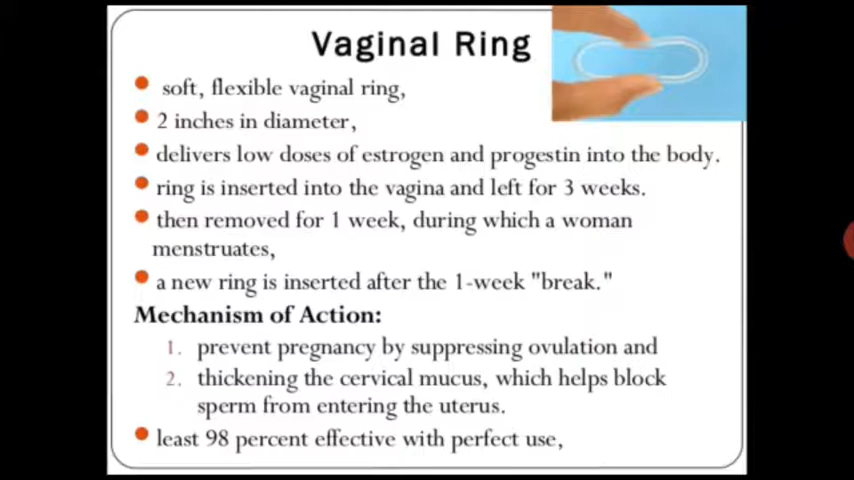 Vaginal Ring
soft, flexible vaginal ring,
2 inches in diameter,
delivers low doses of estrogen and progestin into the body.
ring is inserted into the vagina and left for 3 weeks.
then removed for 1 week, during which a woman
menstruates,
a new ring is inserted after the 1-week "break."
Mechanism of Action:
1. prevent pregnancy by suppressing ovulation and
2. thickening the cervical mucus, which helps block
sperm from entering the uterus.
least 98 percent effective with perfect use,